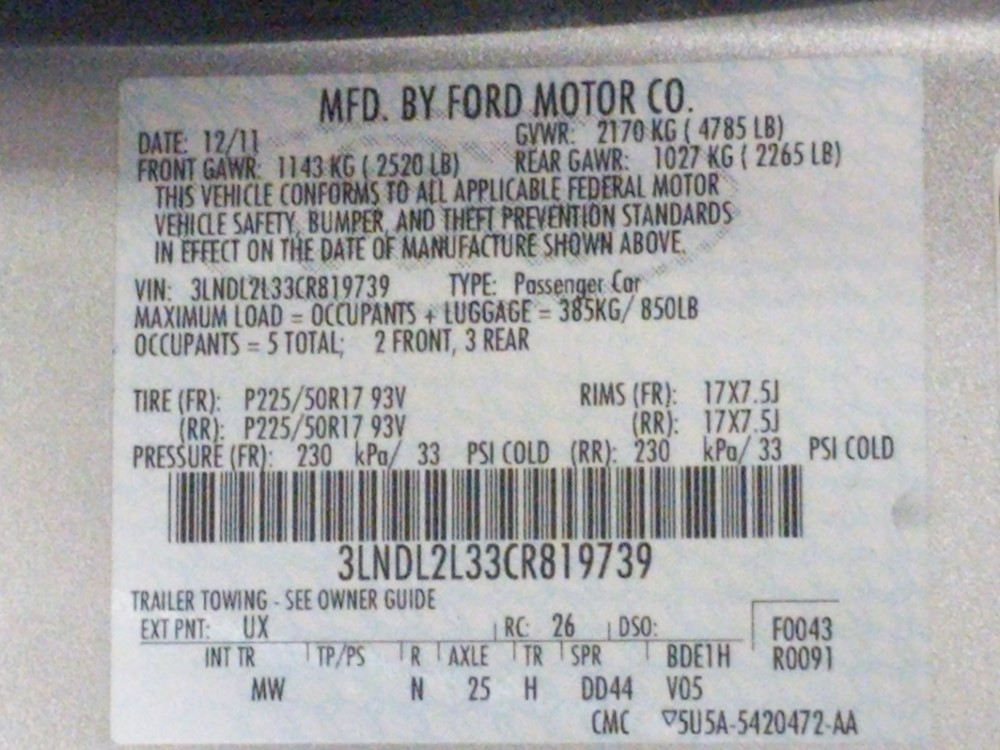 MFD. BY FORD MOTOR CO.
DATE: 12/11 GVWR: 2170 KG ( 4785 LB)
FRONT GAWR: 1143 KG ( 2520 LB) REAR GAWR: 1027 KG ( 2265 LB)
THIS VEHICLE CONFORMS TO ALL APPLICABLE FEDERAL MOTOR
VEHICLE SAFETY, BUMPER, AND THEFT PREVENTION STANDARDS
IN EFFECT ON THE DATE OF MANUFACTURE SHOWN ABOVE.
VIN: 3LNDL2L33CR819739 TYPE: Passenger Car
MAXIMUM LOAD = OCCUPANTS + LUGGAGE = 385KG/ 850LB
OCCUPANTS = 5 TOTAL; 2 FRONT, 3 REAR
TIRE (FR): P225/50R17 93V RIMS (FR): 17X7.5J
(RR): P225/50R17 93V (RR): 17X7.5J
PRESSURE (FR): 230 kPa/ 33 PSI COLD (RR): 230 kPa/ 33 PSI COLD
3LNDL2L33CR819739
TRAILER TOWING - SEE OWNER GUIDE
EXT PNT: UX RC: 26 DSO: F0043
INT TR TP/PS R AXLE TR SPR BDE1H R0091
MW N 25 H DD44 V05
CMC ▽5U5A-5420472-AA